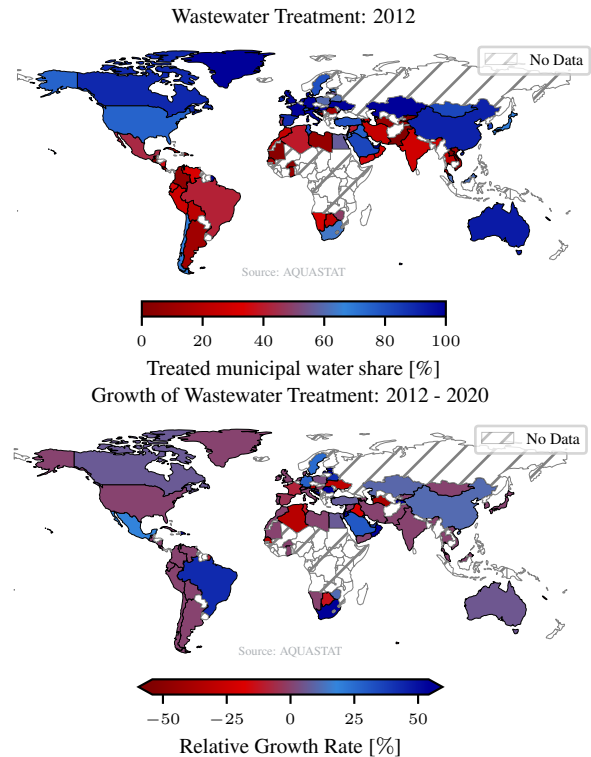 Wastewater Treatment: 2012
No Data
Source: AQUASTAT
0 20 40 60 80 100
Treated municipal water share [%]
Growth of Wastewater Treatment: 2012 - 2020
No Data
Source: AQUASTAT
−50 −25 0 25 50
Relative Growth Rate [%]